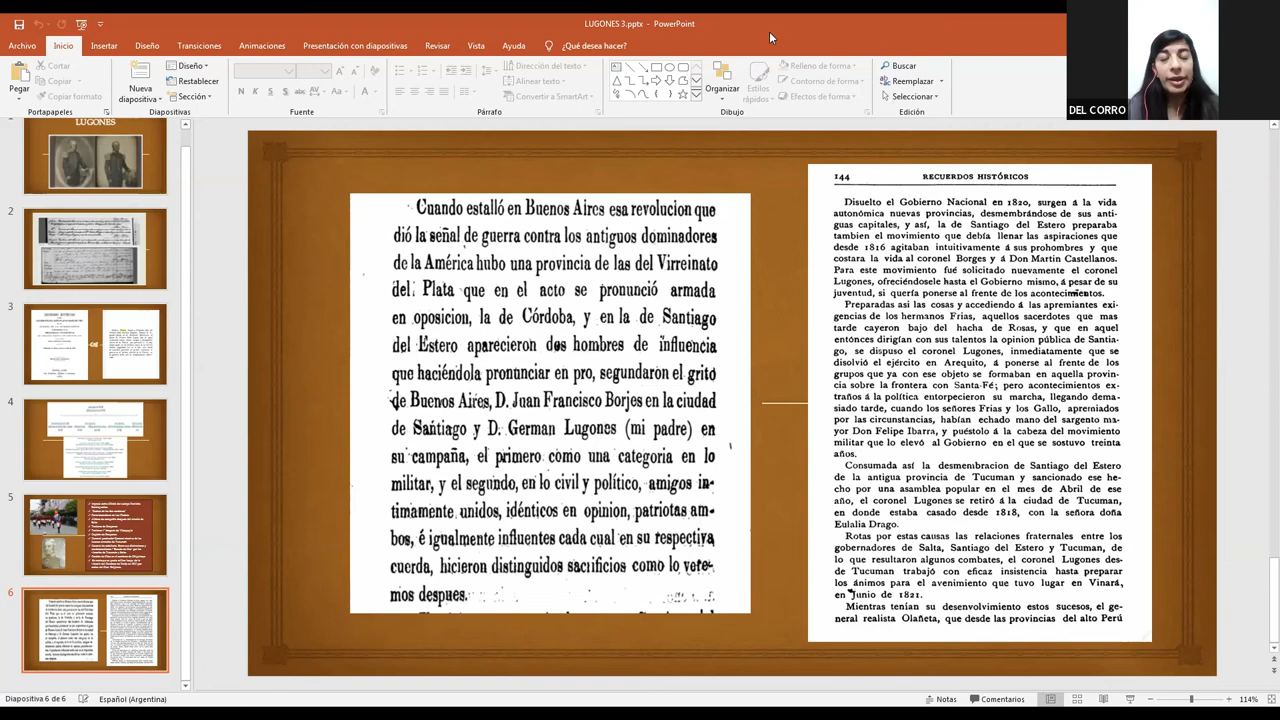 LUGONES 3.pptx - PowerPoint
Archivo Inicio Insertar Diseño Transiciones Animaciones Presentación con diapositivas Revisar Vista Ayuda ¿Qué desea hacer?
Pegar
Cortar
Copiar
Copiar formato
Portapapeles
Nueva
diapositiva
Diseño
Restablecer
Sección
Diapositivas
N K S S abc AV Aa A
Fuente
Dirección del texto
Alinear texto
Convertir a SmartArt
Párrafo
Organizar
Estilos
rápidos
Relleno de forma
Contorno de forma
Efectos de forma
Dibujo
Buscar
Reemplazar
Seleccionar
Edición
DEL CORRO
1
LUGONES
2
3
4
5
6
Cuando estalló en Buenos Aires esa revolucion que
dió la señal de guerra contra los antiguos dominadores
de la América hubo una provincia de las del Virreinato
del Plata que en el acto se pronunció armada
en oposicion, la de Córdoba, y en la de Santiago
del Estero aparecieron dos hombres de influencia
que haciéndola pronunciar en pro, segundaron el grito
de Buenos Aires, D. Juan Francisco Borjes en la ciudad
de Santiago y D. German Lugones (mi padre) en
su campaña, el primero como una categoria en lo
militar, y el segundo, en lo civil y político, amigos in-
timamente unidos, idénticos en opinion, patriotas am-
bos, é igualmente influentes cada cual en su respectiva
cuerda, hicieron distinguidos sacrificios como lo vere-
mos despues.
144 RECUERDOS HISTÓRICOS
Disuelto el Gobierno Nacional en 1820, surgen á la vida
autonómica nuevas provincias, desmembrándose de sus anti-
guas capitales, y así, la de Santiago del Estero preparaba
tambien el movimiento que debía llenar las aspiraciones que
desde 1816 agitaban intuitivamente á sus prohombres y que
costara la vida al coronel Borges y á Don Martin Castellanos.
Para este movimiento fué solicitado nuevamente el coronel
Lugones, ofreciéndosele hasta el Gobierno mismo, á pesar de su
juventud, si quería ponerse al frente de los acontecimientos.
Preparadas asi las cosas y accediendo á las apremiantes exi-
gencias de los hermanos Frias, aquellos sacerdotes que mas
tarde cayeron bajo del hacha de Rosas, y que en aquel
entónces dirigían con sus talentos la opinion pública de Santia-
go, se dispuso el coronel Lugones, inmediatamente que se
disolvió el ejército en Arequito, á ponerse al frente de los
grupos que ya con ese objeto se formaban en aquella provin-
cia sobre la frontera con Santa-Fé; pero acontecimientos ex-
traños á la política entorpecieron su marcha, llegando dema-
siado tarde, cuando los señores Frias y los Gallo, apremiados
por las circunstancias, habían echado mano del sargento ma-
yor Don Felipe Ibarra, y puéstolo á la cabeza del movimiento
militar que lo elevó al Gobierno en el que se sostuvo treinta
años.
Consumada así la desmembracion de Santiago del Estero
de la antigua provincia de Tucuman y sancionado ese he-
cho por una asamblea popular en el mes de Abril de ese
año, el coronel Lugones se retiró á la ciudad de Tucuman,
en donde estaba casado desde 1818, con la señora doña
Eulalia Drago.
Rotas por estas causas las relaciones fraternales entre los
gobernadores de Salta, Santiago del Estero y Tucuman, de
lo que resultaron algunos combates, el coronel Lugones des-
de Tucuman trabajó con eficaz insistencia hasta preparar
los ánimos para el avenimiento que tuvo lugar en Vinará,
en Junio de 1821.
Mientras tenían su desenvolvimiento estos sucesos, el ge-
neral realista Olañeta, que desde las provincias del alto Perú
Diapositiva 6 de 6 Español (Argentina) Notas Comentarios 114%